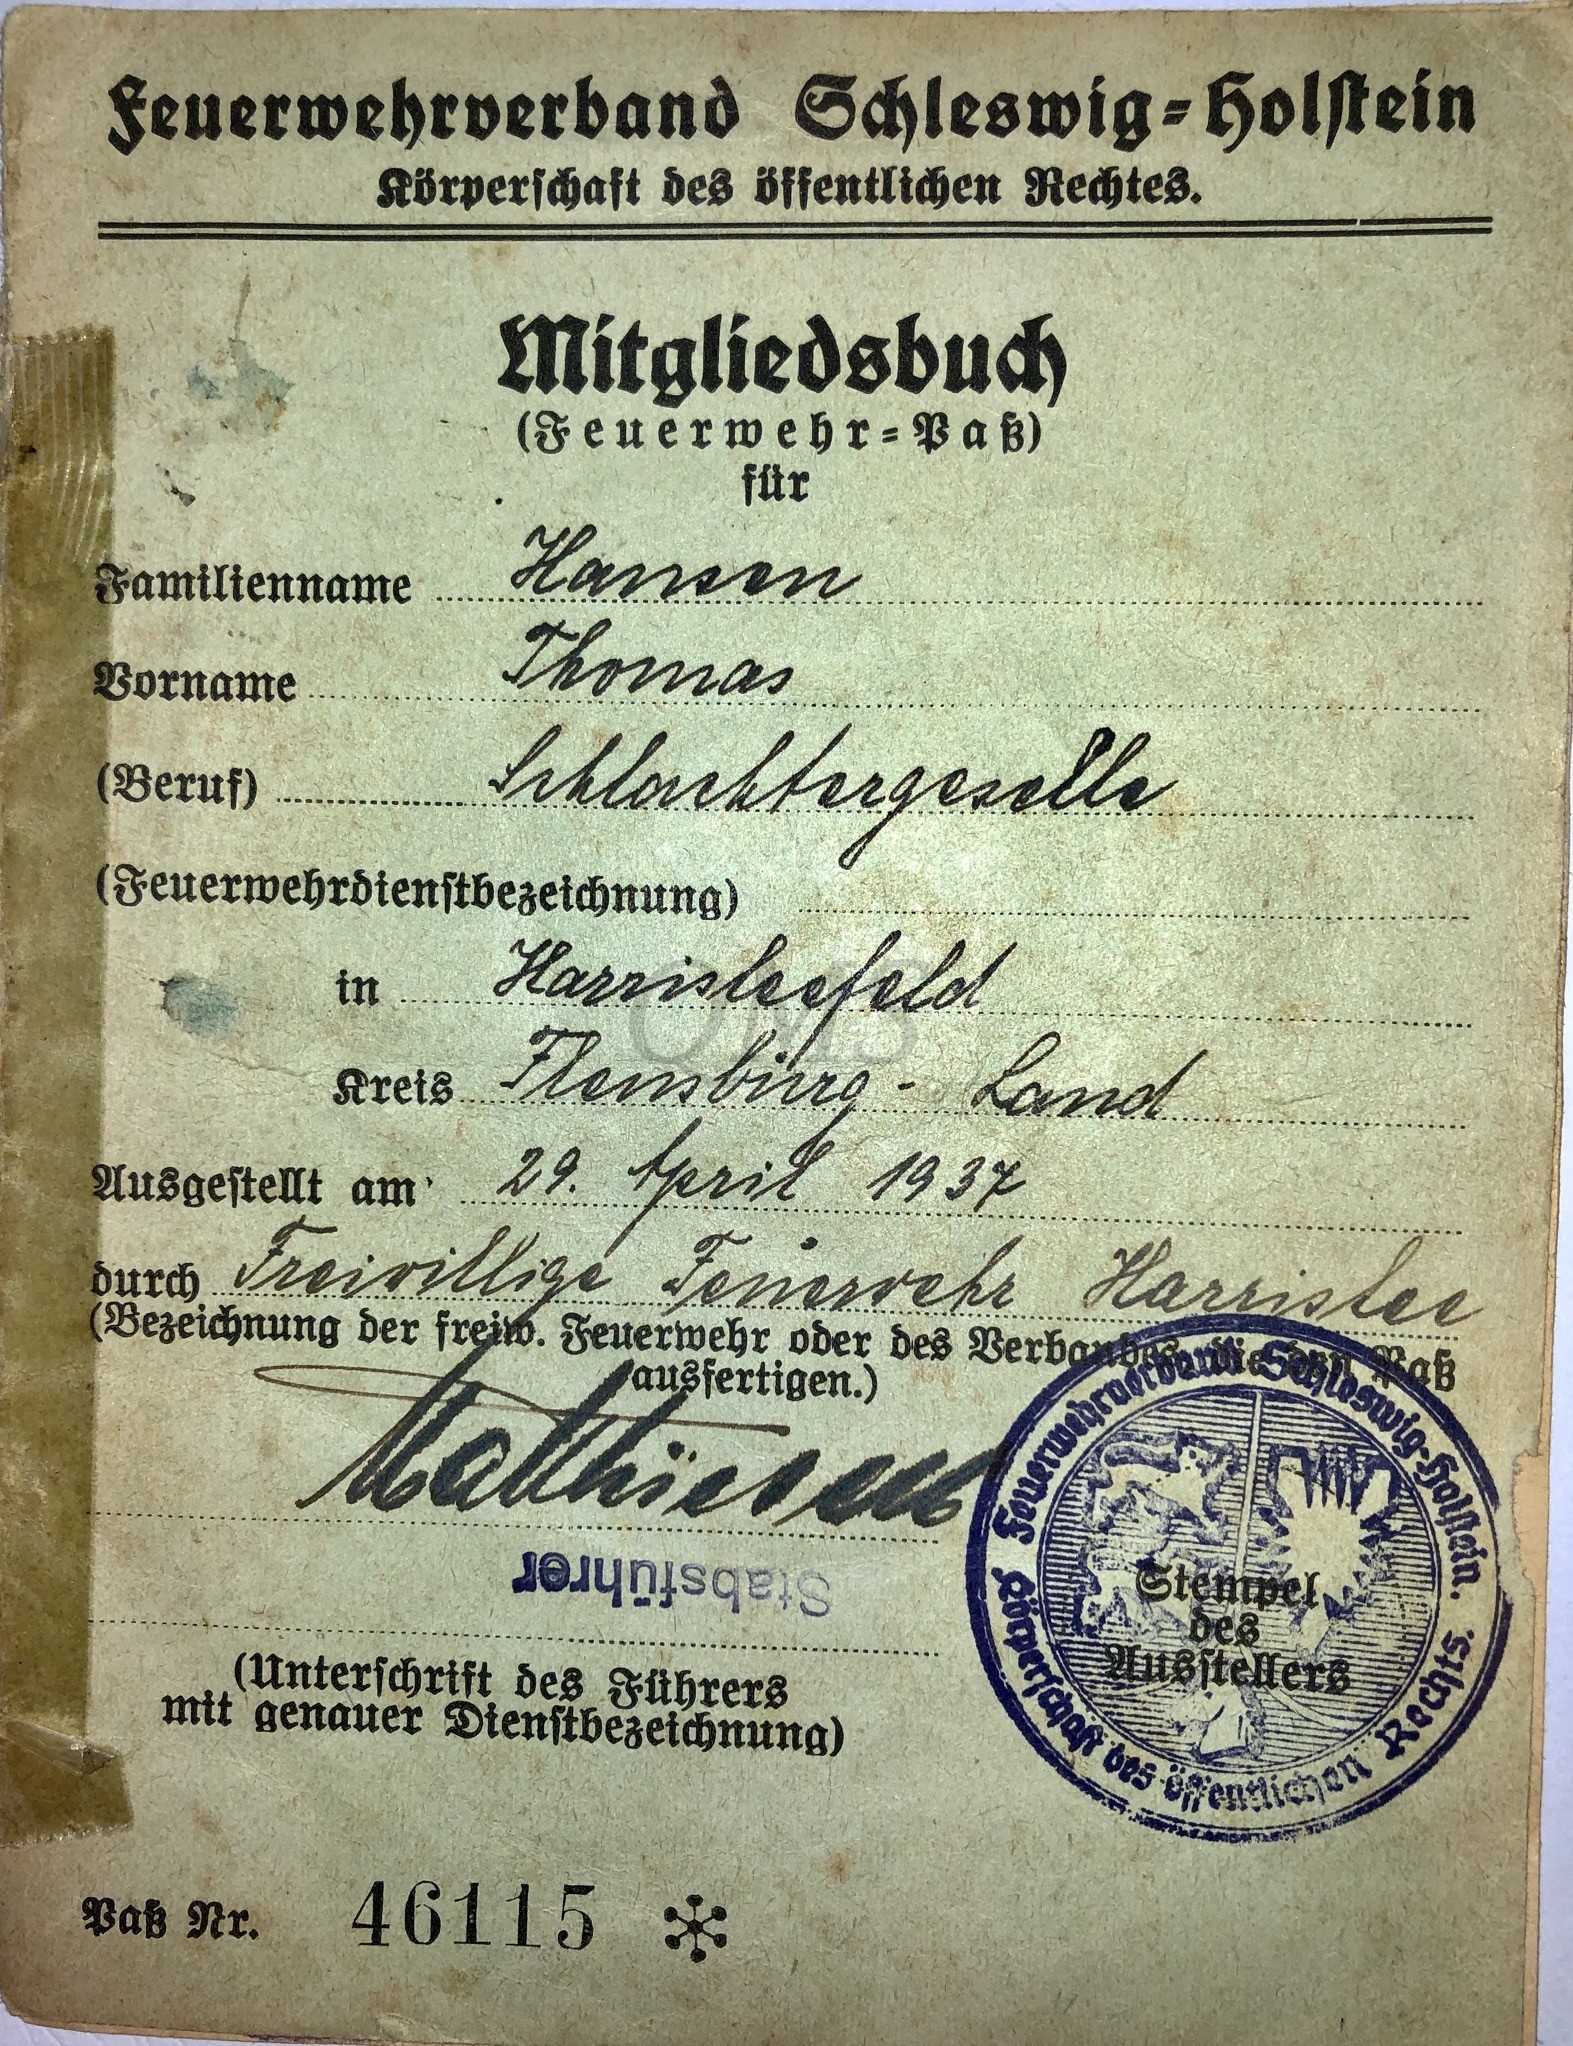 Feuerwehrverband Schleswig-Holstein
Körperschaft des öffentlichen Rechtes.
Mitgliedsbuch
(Feuerwehr-Paß)
für
Familienname Hansen
Vorname Thomas
(Beruf) Schlachtergeselle
(Feuerwehrdienstbezeichnung)
in Harrisleefeld
Kreis Flensburg - Land
Ausgestellt am 29. April 1937
durch Freiwillige Feuerwehr Harrislee
(Bezeichnung der freiw. Feuerwehr oder des Verbandes, die den Paß
ausfertigen.)
Matthiesen
Stabsführer
(Unterschrift des Führers
mit genauer Dienstbezeichnung)
Feuerwehrverband Schleswig-Holstein.
Körperschaft des öffentlichen Rechts.
Stempel
des
Ausstellers
Paß Nr. 46115